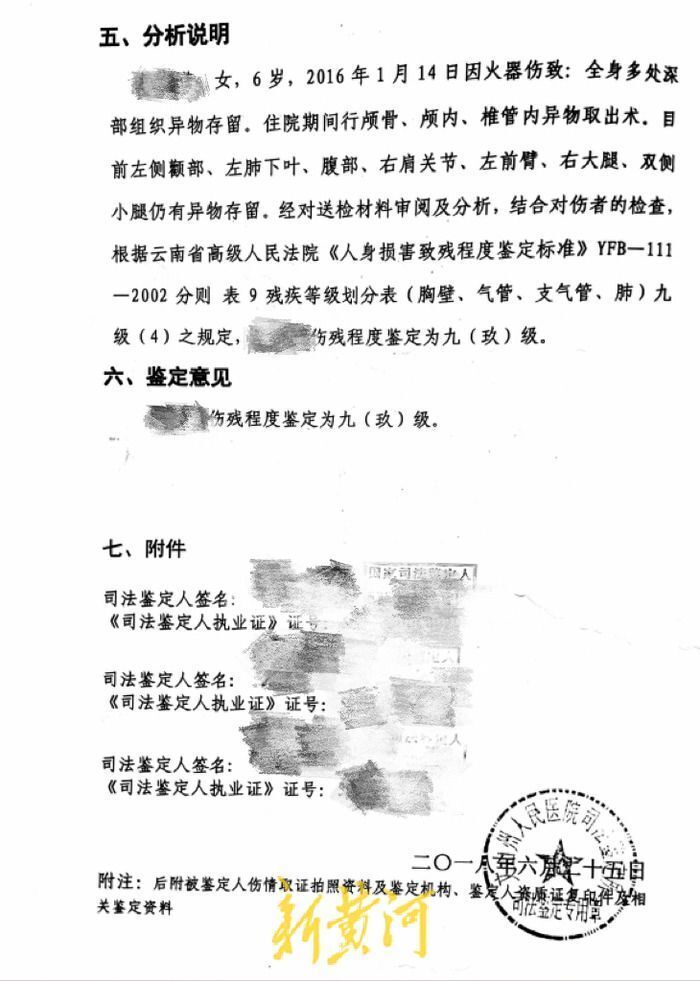 五、分析说明
女，6岁，2016年1月14日因火器伤致：全身多处深
部组织异物存留。住院期间行颅骨、颅内、椎管内异物取出术。目
前左侧颧部、左肺下叶、腹部、右肩关节、左前臂、右大腿、双侧
小腿仍有异物存留。经对送检材料审阅及分析，结合对伤者的检查，
根据云南省高级人民法院《人身损害致残程度鉴定标准》YFB—111
—2002分则 表9残疾等级划分表（胸壁、气管、支气管、肺）九
级（4）之规定，伤残程度鉴定为九（玖）级。
六、鉴定意见
伤残程度鉴定为九（玖）级。
七、附件
国家司法鉴定人
司法鉴定人签名：
《司法鉴定人执业证》证号：
司法鉴定人签名：
《司法鉴定人执业证》证号：
司法鉴定人签名：
《司法鉴定人执业证》证号：
州人民医院司法鉴
二〇一八年六月二十五日
司法鉴定专用章
附注：后附被鉴定人伤情取证拍照资料及鉴定机构、鉴定人资质证复印件及相
关鉴定资料
新黄河